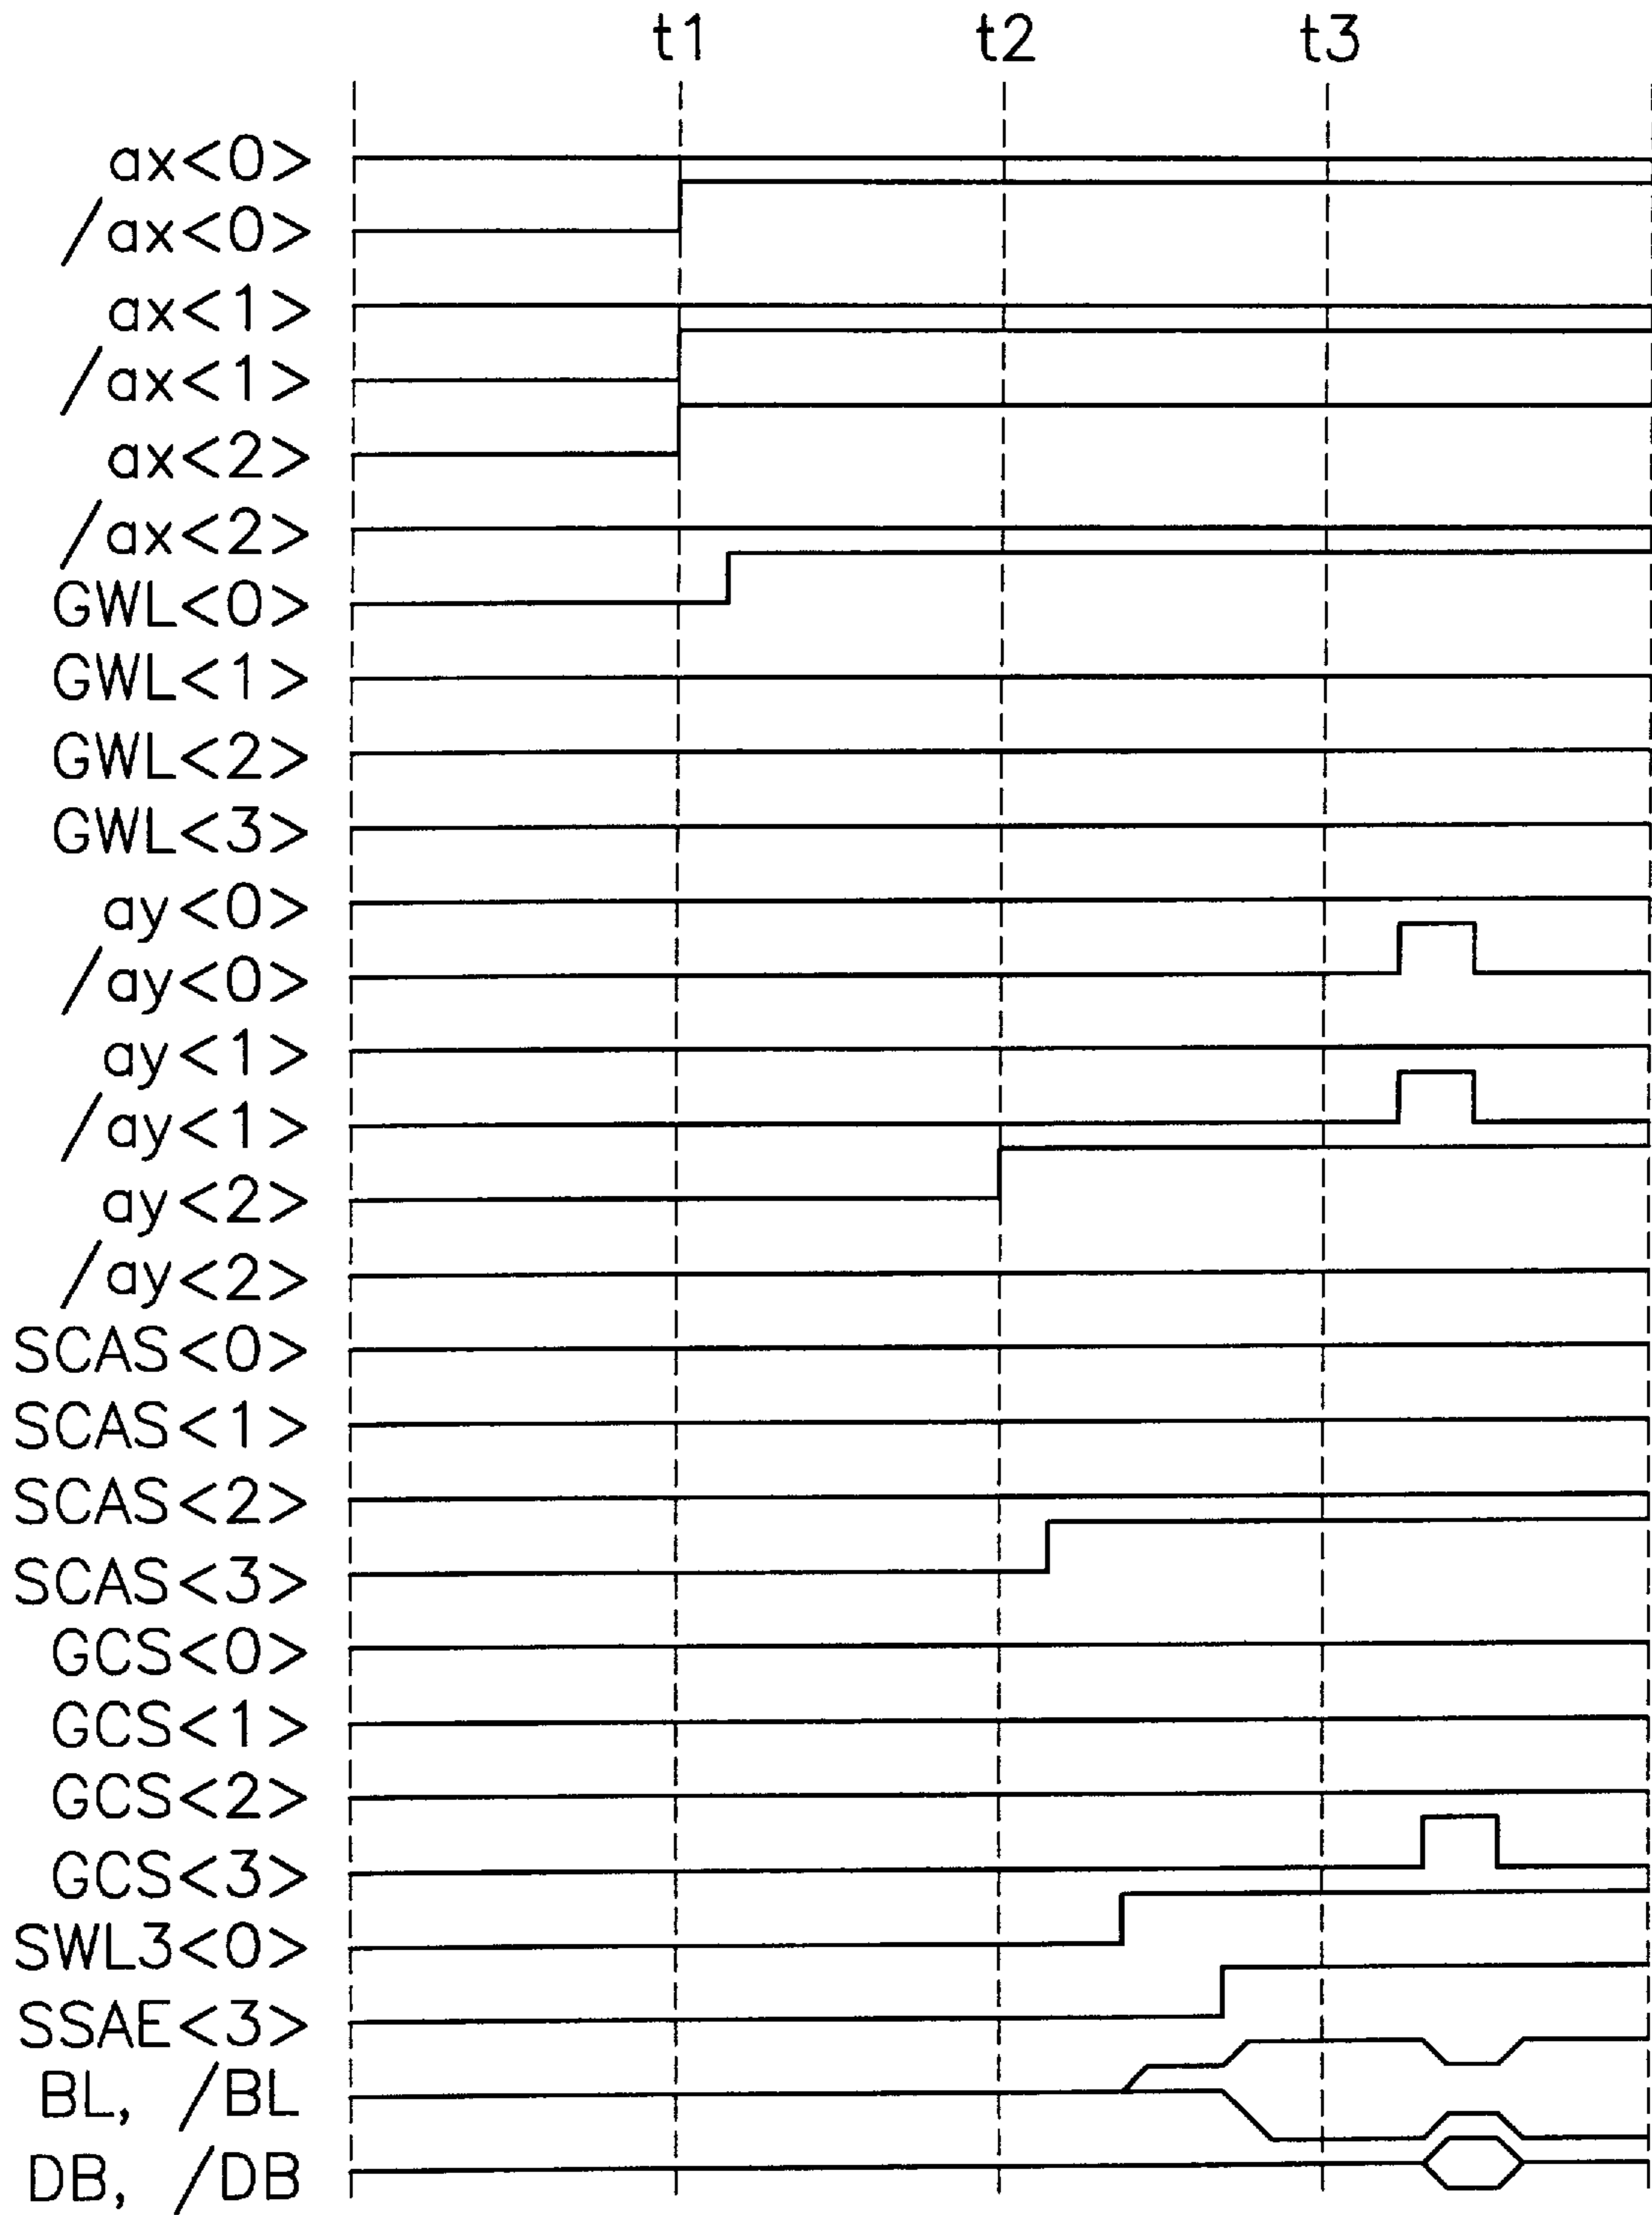 t1 t2 t3
ax<0>
/ax<0>
ax<1>
/ax<1>
ax<2>
/ax<2>
GWL<0>
GWL<1>
GWL<2>
GWL<3>
ay<0>
/ay<0>
ay<1>
/ay<1>
ay<2>
/ay<2>
SCAS<0>
SCAS<1>
SCAS<2>
SCAS<3>
GCS<0>
GCS<1>
GCS<2>
GCS<3>
SWL3<0>
SSAE<3>
BL, /BL
DB, /DB